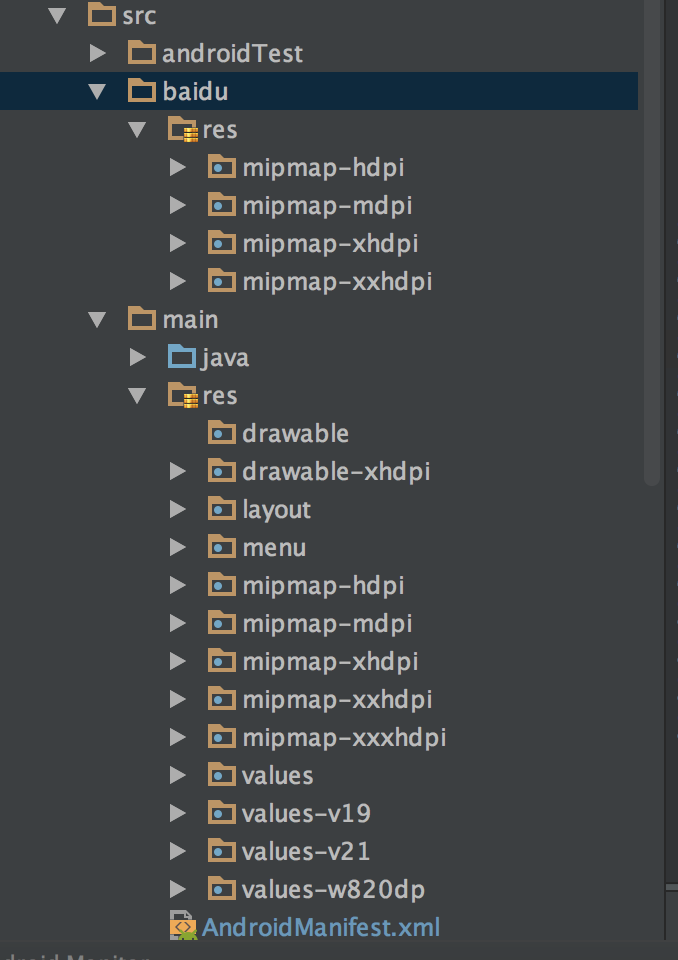 src
androidTest
baidu
res
mipmap-hdpi
mipmap-mdpi
mipmap-xhdpi
mipmap-xxhdpi
main
java
res
drawable
drawable-xhdpi
layout
menu
mipmap-hdpi
mipmap-mdpi
mipmap-xhdpi
mipmap-xxhdpi
mipmap-xxxhdpi
values
values-v19
values-v21
values-w820dp
AndroidManifest.xml